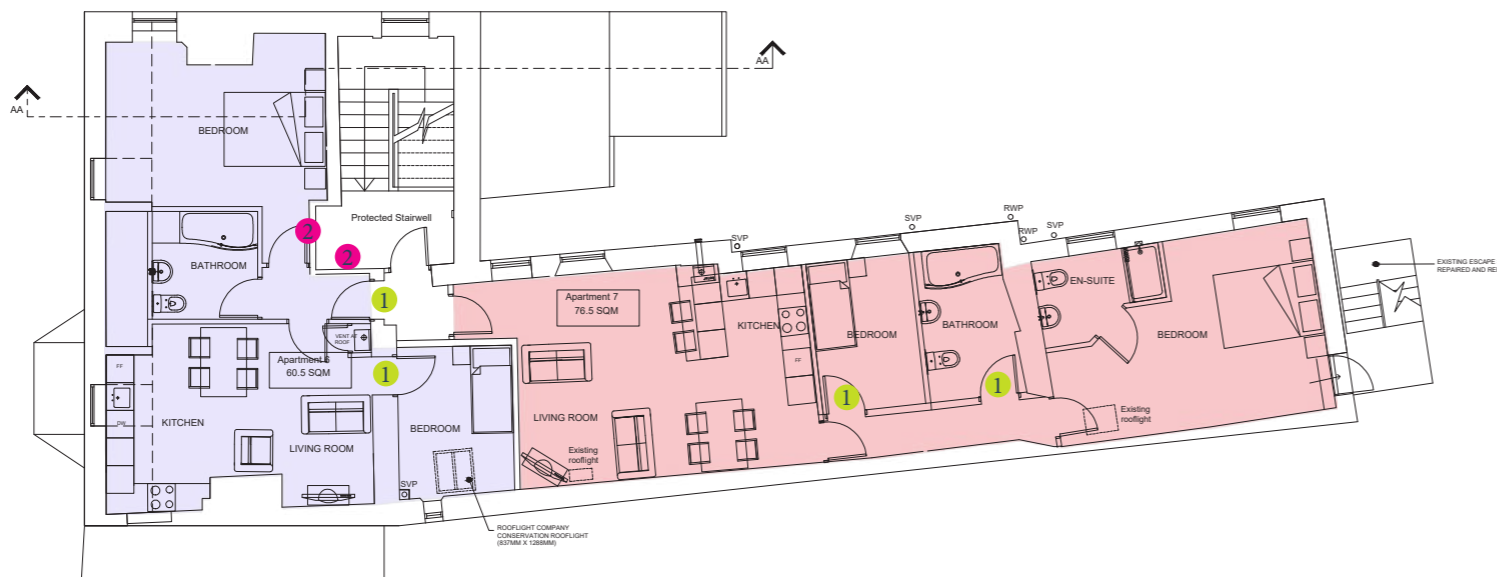 AA
AA
BEDROOM
2
Protected Stairwell
2
BATHROOM
1
VENT AT
ROOF
Apartment 6
60.5 SQM
1
FF
DW
KITCHEN
LIVING ROOM
BEDROOM
SVP
ROOFLIGHT COMPANY
CONSERVATION ROOFLIGHT
(837MM X 1288MM)
Apartment 7
76.5 SQM
KITCHEN
FF
LIVING ROOM
Existing
rooflight
SVP
BEDROOM
1
SVP
BATHROOM
1
RWP
RWP
SVP
EN-SUITE
BEDROOM
Existing
rooflight
EXISTING ESCAPE
REPAIRED AND RE